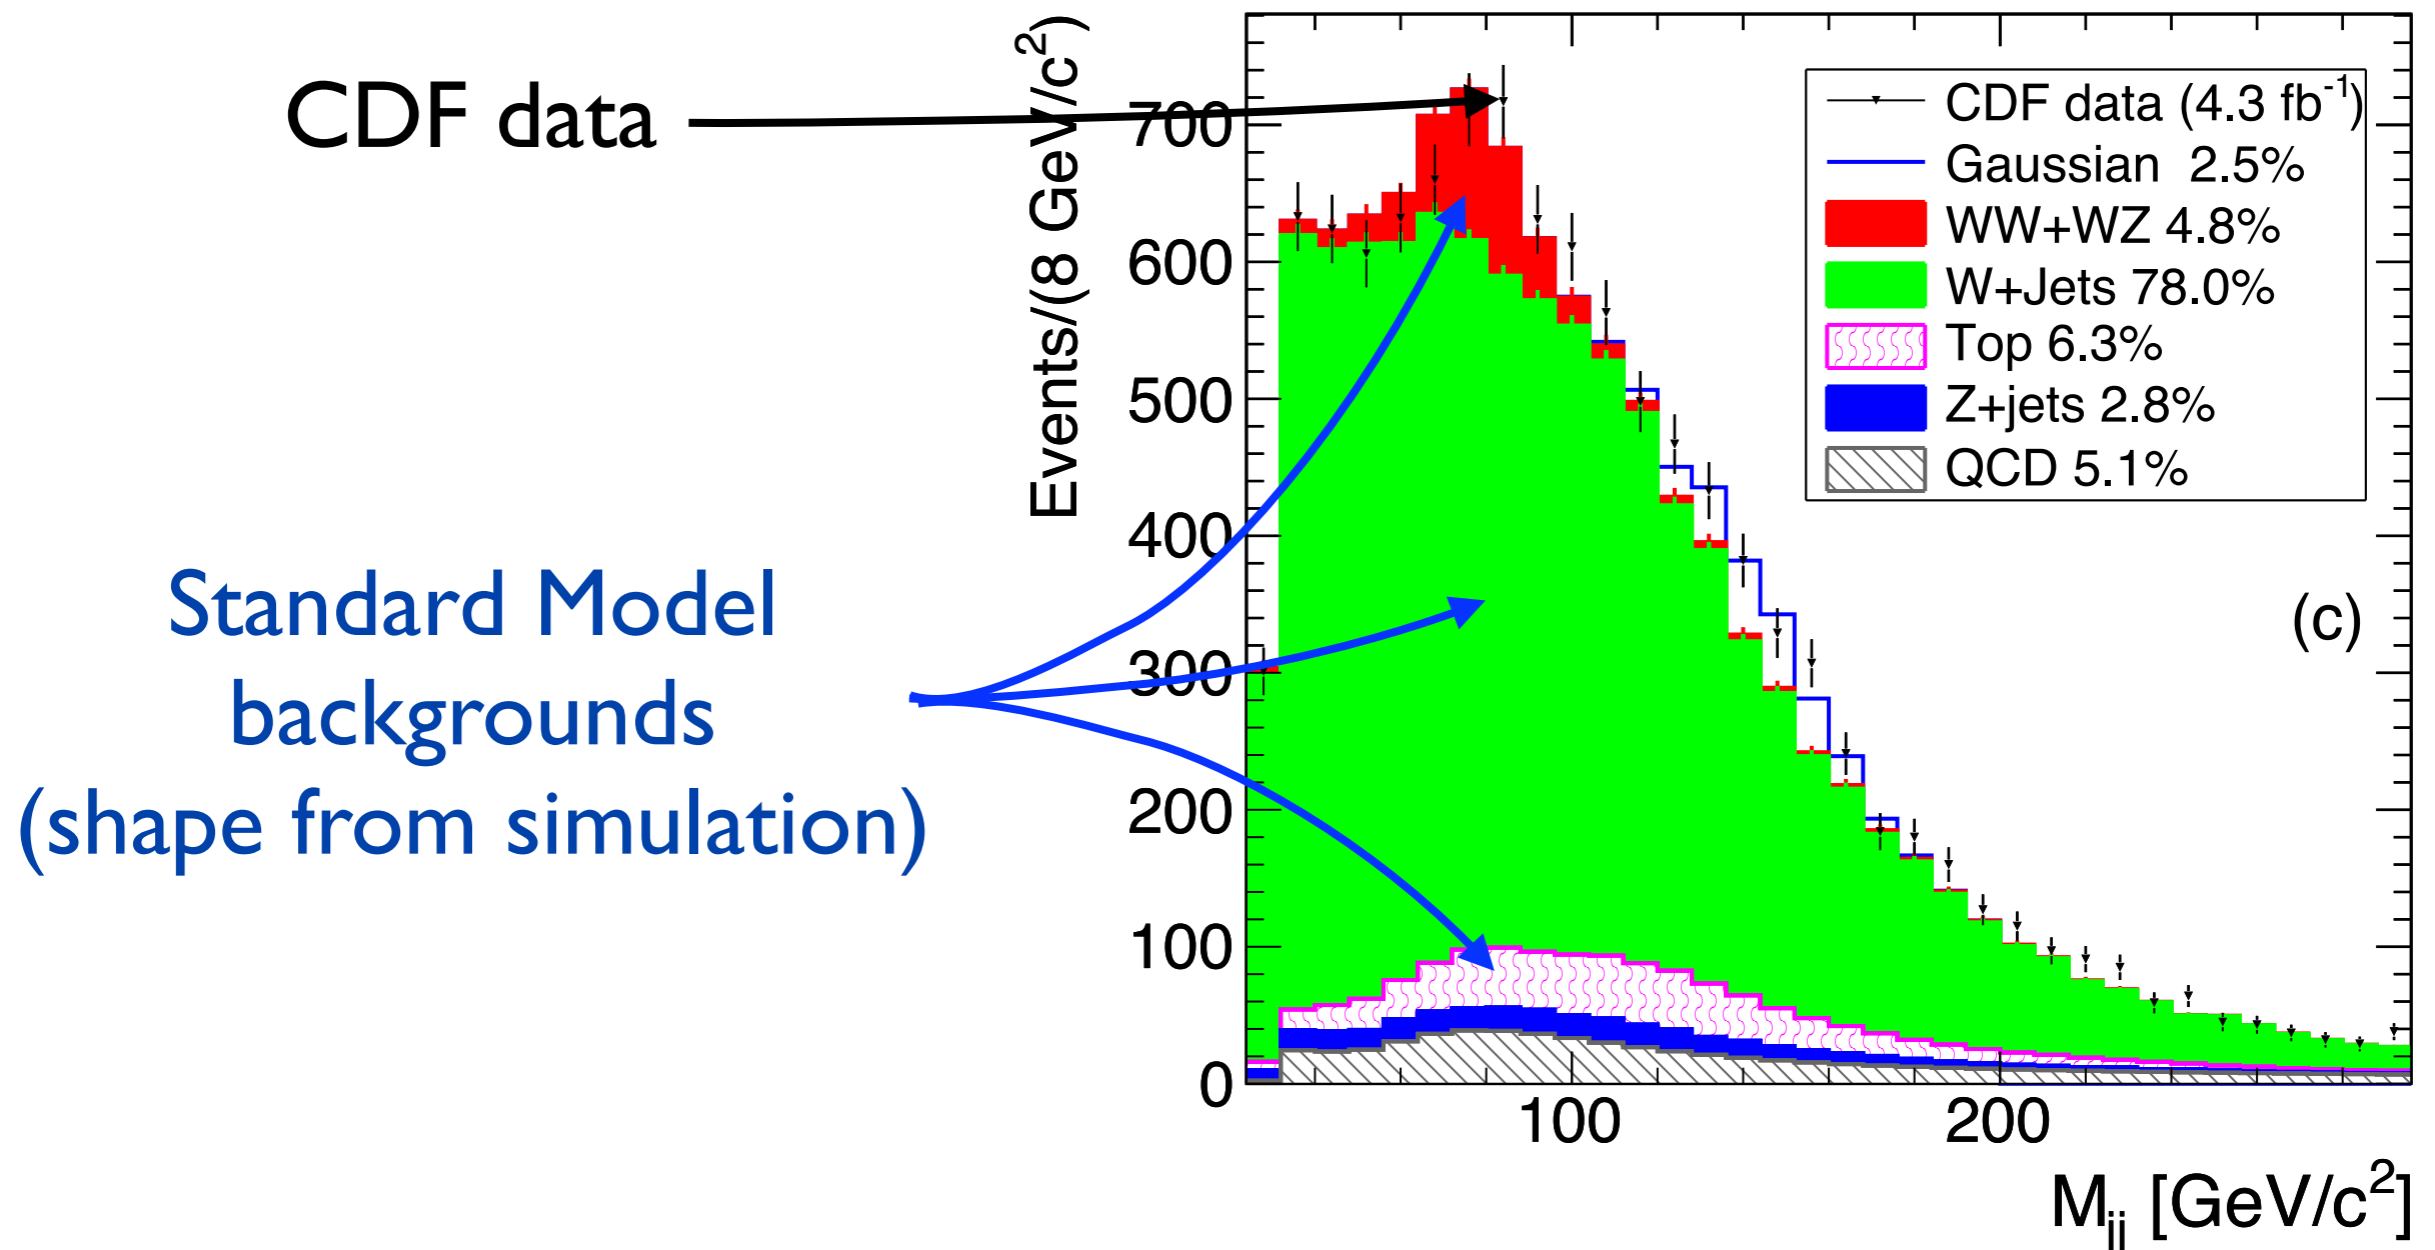 CDF data
Standard Model
backgrounds
(shape from simulation)
Events/(8 GeV/c²)
700
600
500
400
300
200
100
0
100
200
M_jj [GeV/c²]
CDF data (4.3 fb⁻¹)
Gaussian 2.5%
WW+WZ 4.8%
W+Jets 78.0%
Top 6.3%
Z+jets 2.8%
QCD 5.1%
(c)